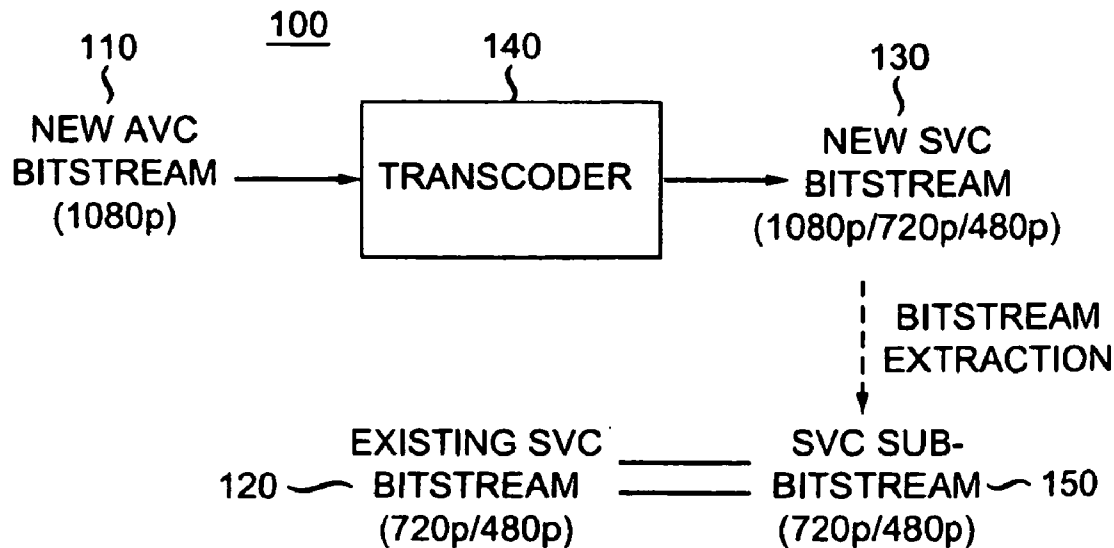 100
110
140
130
NEW AVC
BITSTREAM
(1080p)
TRANSCODER
NEW SVC
BITSTREAM
(1080p/720p/480p)
BITSTREAM
EXTRACTION
EXISTING SVC
BITSTREAM
(720p/480p)
120
SVC SUB-
BITSTREAM
(720p/480p)
150